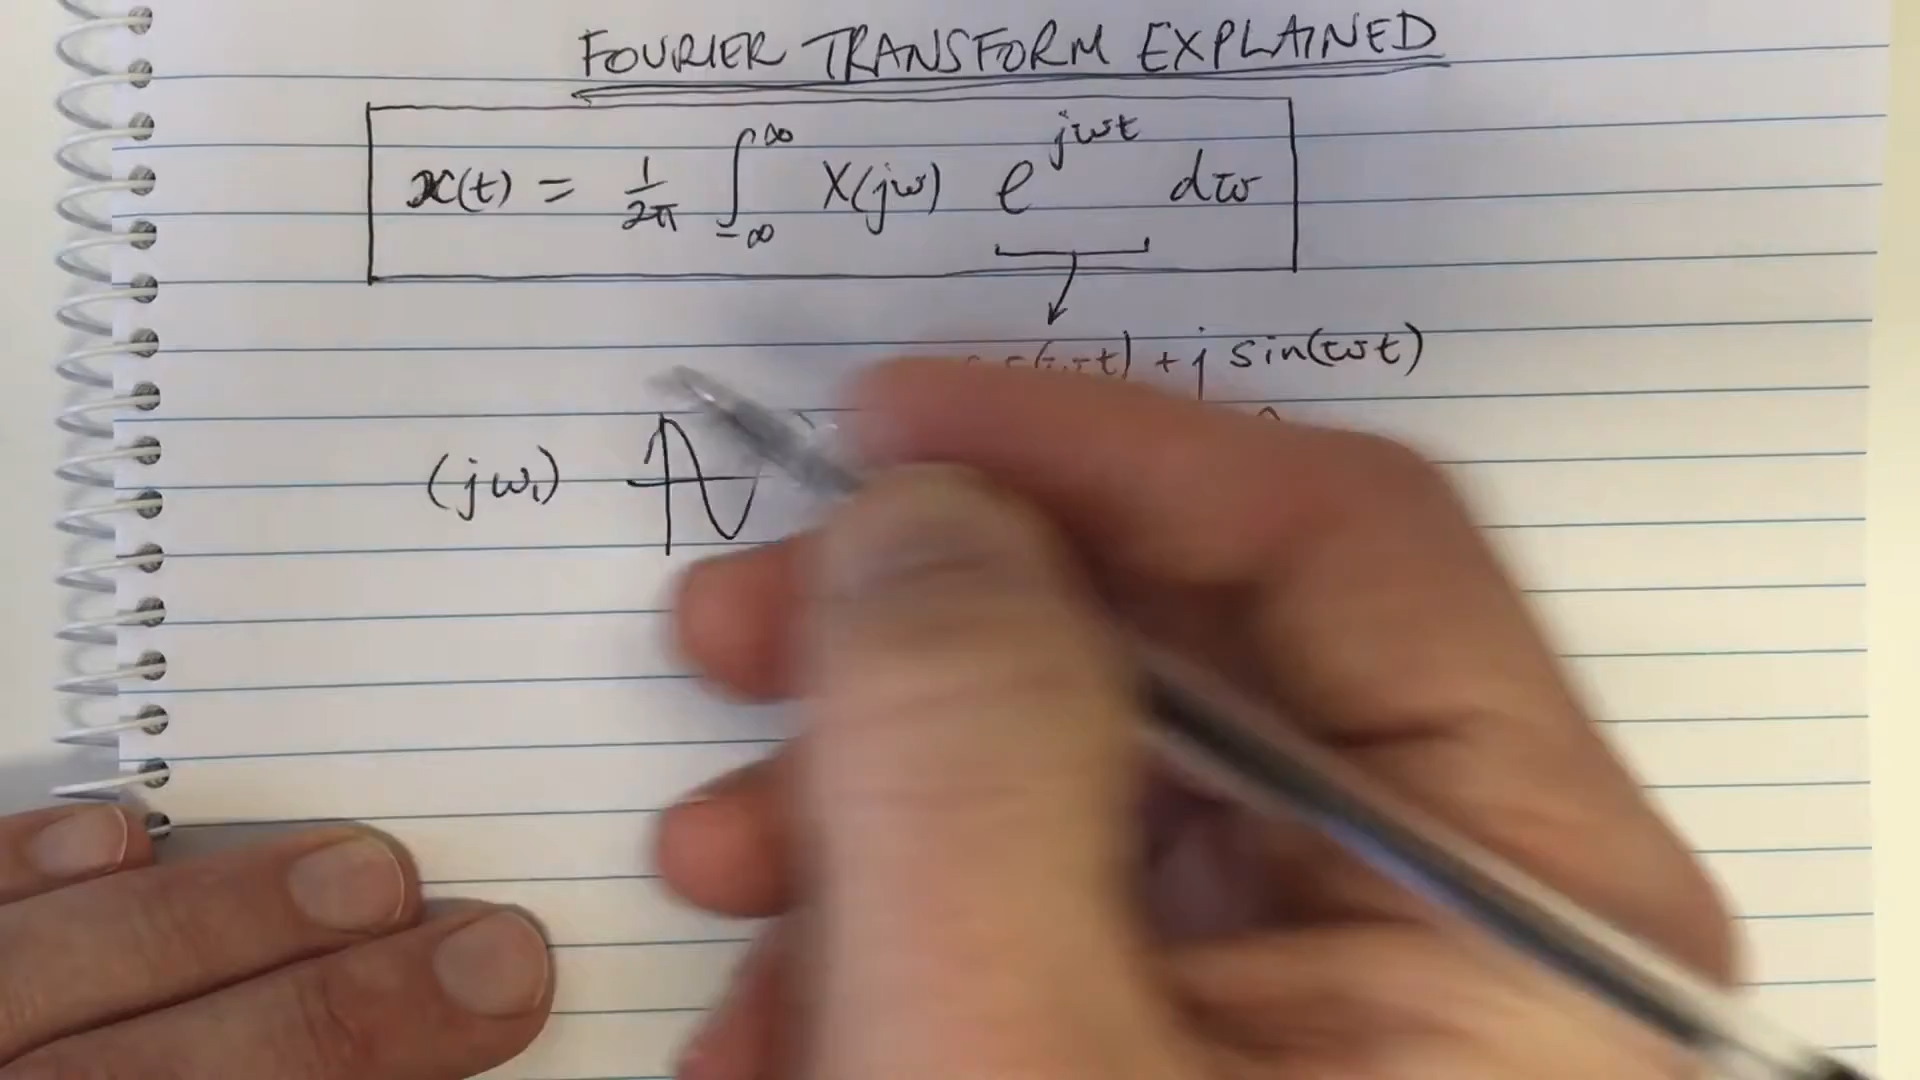 FOURIER TRANSFORM EXPLAINED
x(t) = 1/2π ∫_{-∞}^{∞} X(jω) e^{jωt} dω
+ j sin(ωt)
(jω₁)